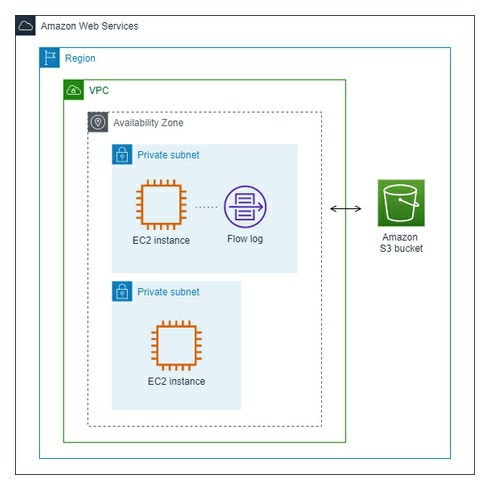 Amazon Web Services
Region
VPC
Availability Zone
Private subnet
EC2 instance
Flow log
Amazon
S3 bucket
Private subnet
EC2 instance